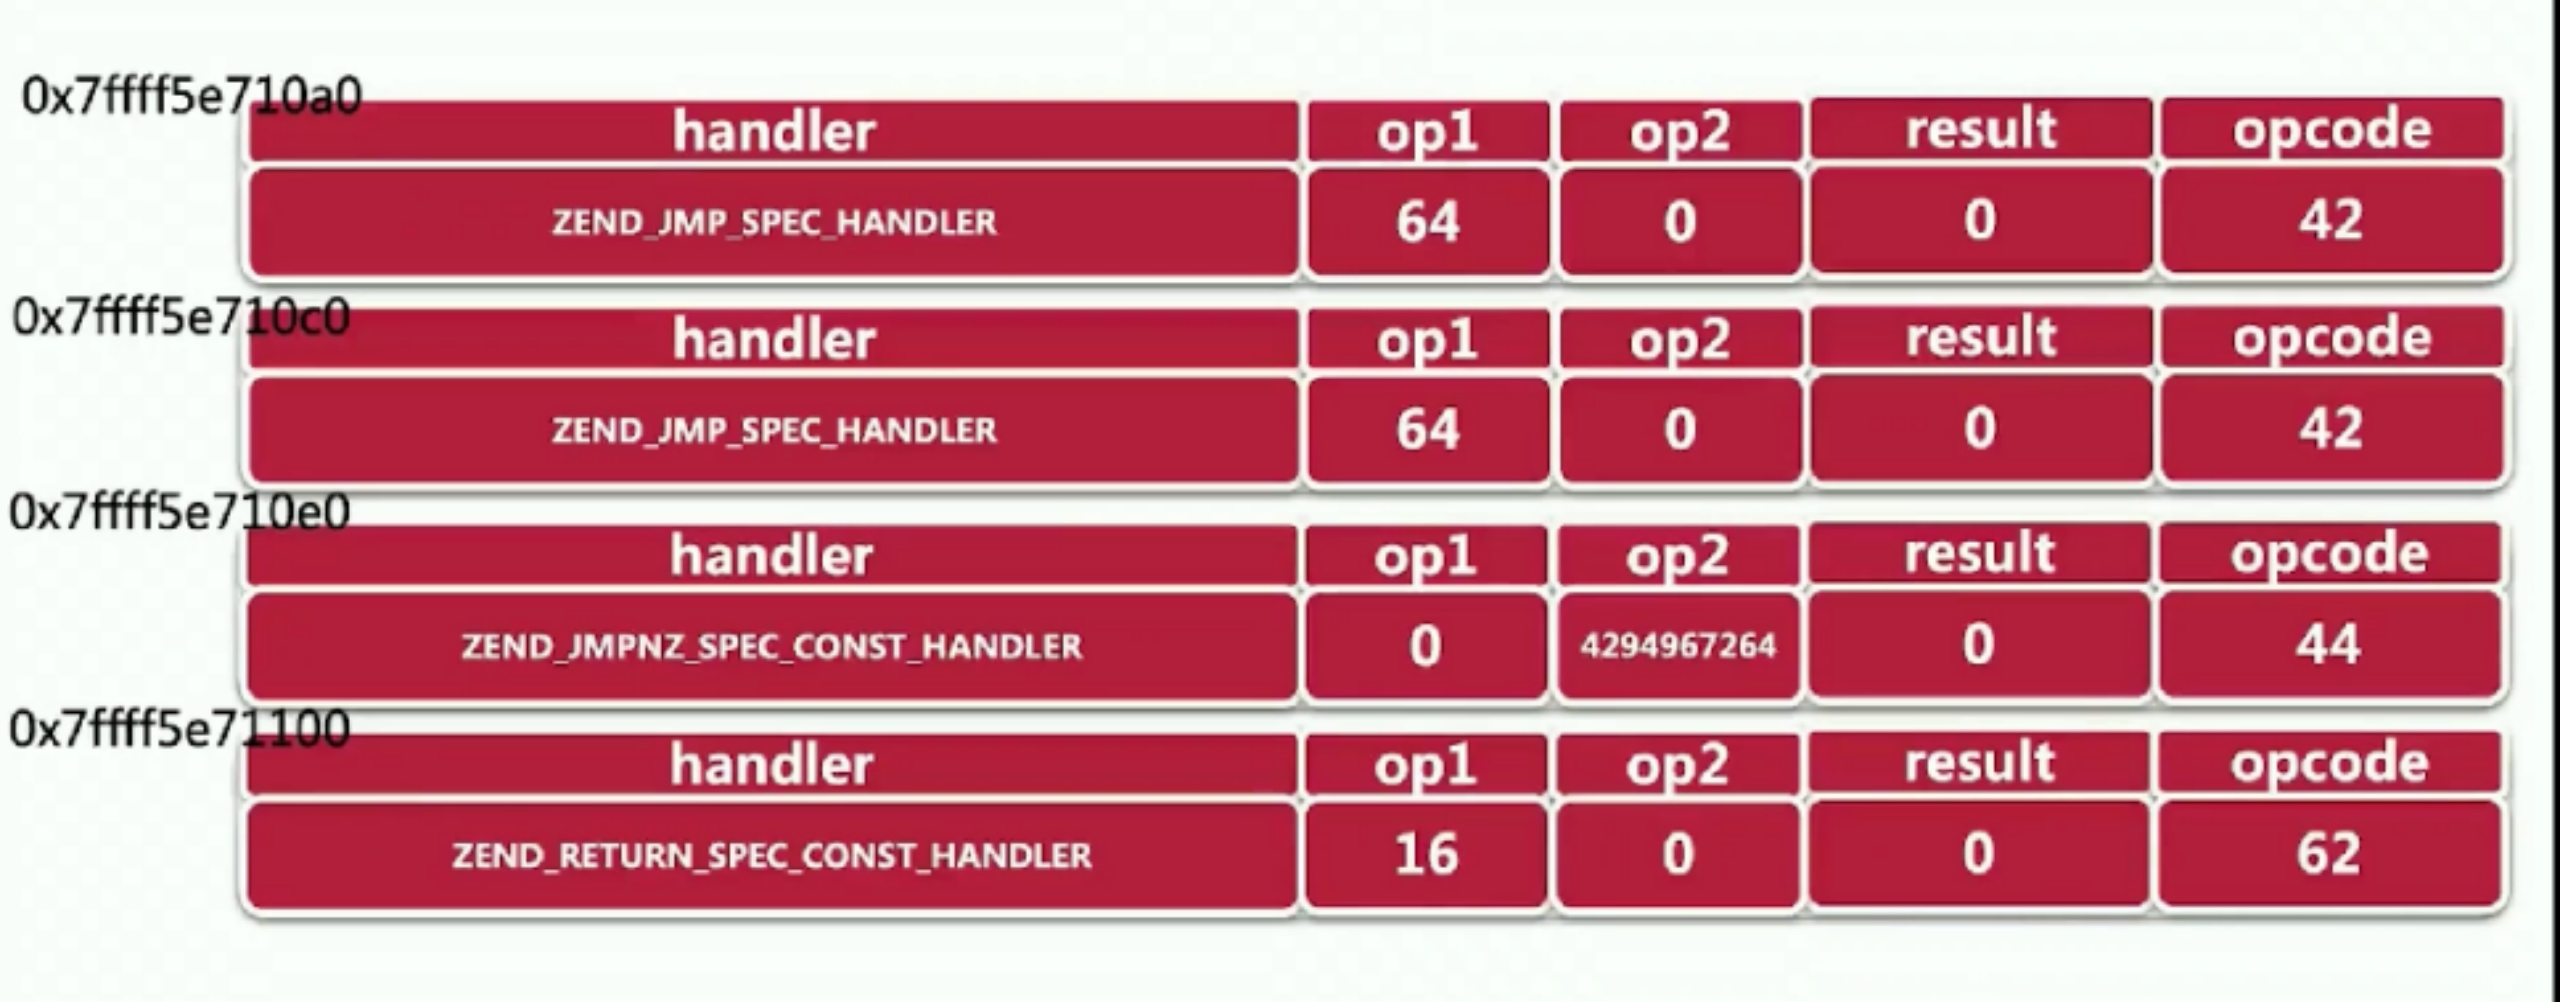 0x7ffff5e710a0
handler op1 op2 result opcode
ZEND_JMP_SPEC_HANDLER 64 0 0 42
0x7ffff5e710c0
handler op1 op2 result opcode
ZEND_JMP_SPEC_HANDLER 64 0 0 42
0x7ffff5e710e0
handler op1 op2 result opcode
ZEND_JMPNZ_SPEC_CONST_HANDLER 0 4294967264 0 44
0x7ffff5e71100
handler op1 op2 result opcode
ZEND_RETURN_SPEC_CONST_HANDLER 16 0 0 62